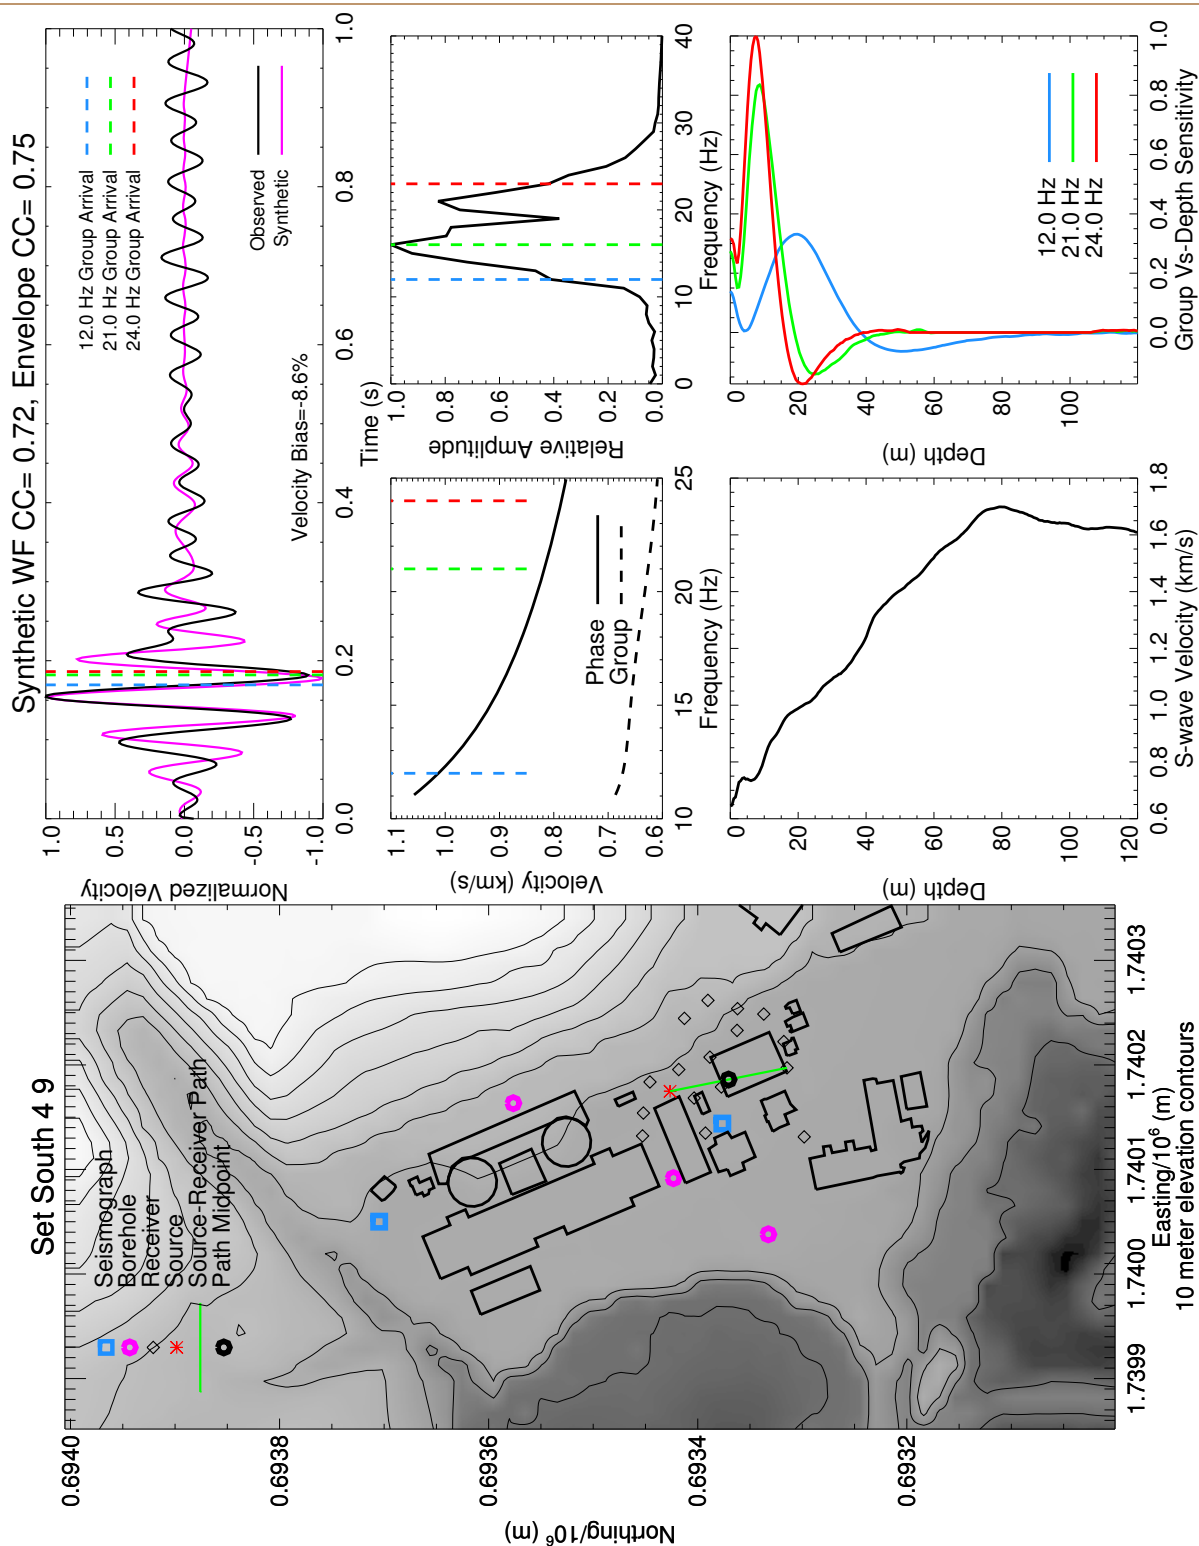 Set South 4 9
Seismograph
Borehole
Receiver
Source
Source-Receiver Path
Path Midpoint
0.6940
0.6938
0.6936
0.6934
0.6932
Northing/10⁶ (m)
1.7399
1.7400
1.7401
1.7402
1.7403
Easting/10⁶ (m)
10 meter elevation contours
Synthetic WF CC= 0.72, Envelope CC= 0.75
1.0
0.5
0.0
-0.5
-1.0
Normalized Velocity
12.0 Hz Group Arrival
21.0 Hz Group Arrival
24.0 Hz Group Arrival
Observed
Synthetic
Velocity Bias=-8.6%
0.0
0.2
0.4
0.6
0.8
1.0
Time (s)
1.1
1.0
0.9
0.8
0.7
0.6
Velocity (km/s)
Phase
Group
10
15
20
25
Frequency (Hz)
1.0
0.8
0.6
0.4
0.2
0.0
Relative Amplitude
0
10
20
30
40
Frequency (Hz)
0
20
40
60
80
100
120
Depth (m)
0.6
0.8
1.0
1.2
1.4
1.6
1.8
S-wave Velocity (km/s)
0
20
40
60
80
100
Depth (m)
12.0 Hz
21.0 Hz
24.0 Hz
0.0
0.2
0.4
0.6
0.8
1.0
Group Vs-Depth Sensitivity